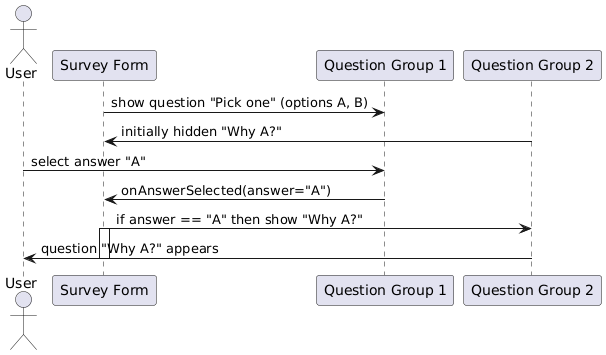 User
Survey Form
Question Group 1
Question Group 2
show question "Pick one" (options A, B)
initially hidden "Why A?"
select answer "A"
onAnswerSelected(answer="A")
if answer == "A" then show "Why A?"
question "Why A?" appears
User
Survey Form
Question Group 1
Question Group 2